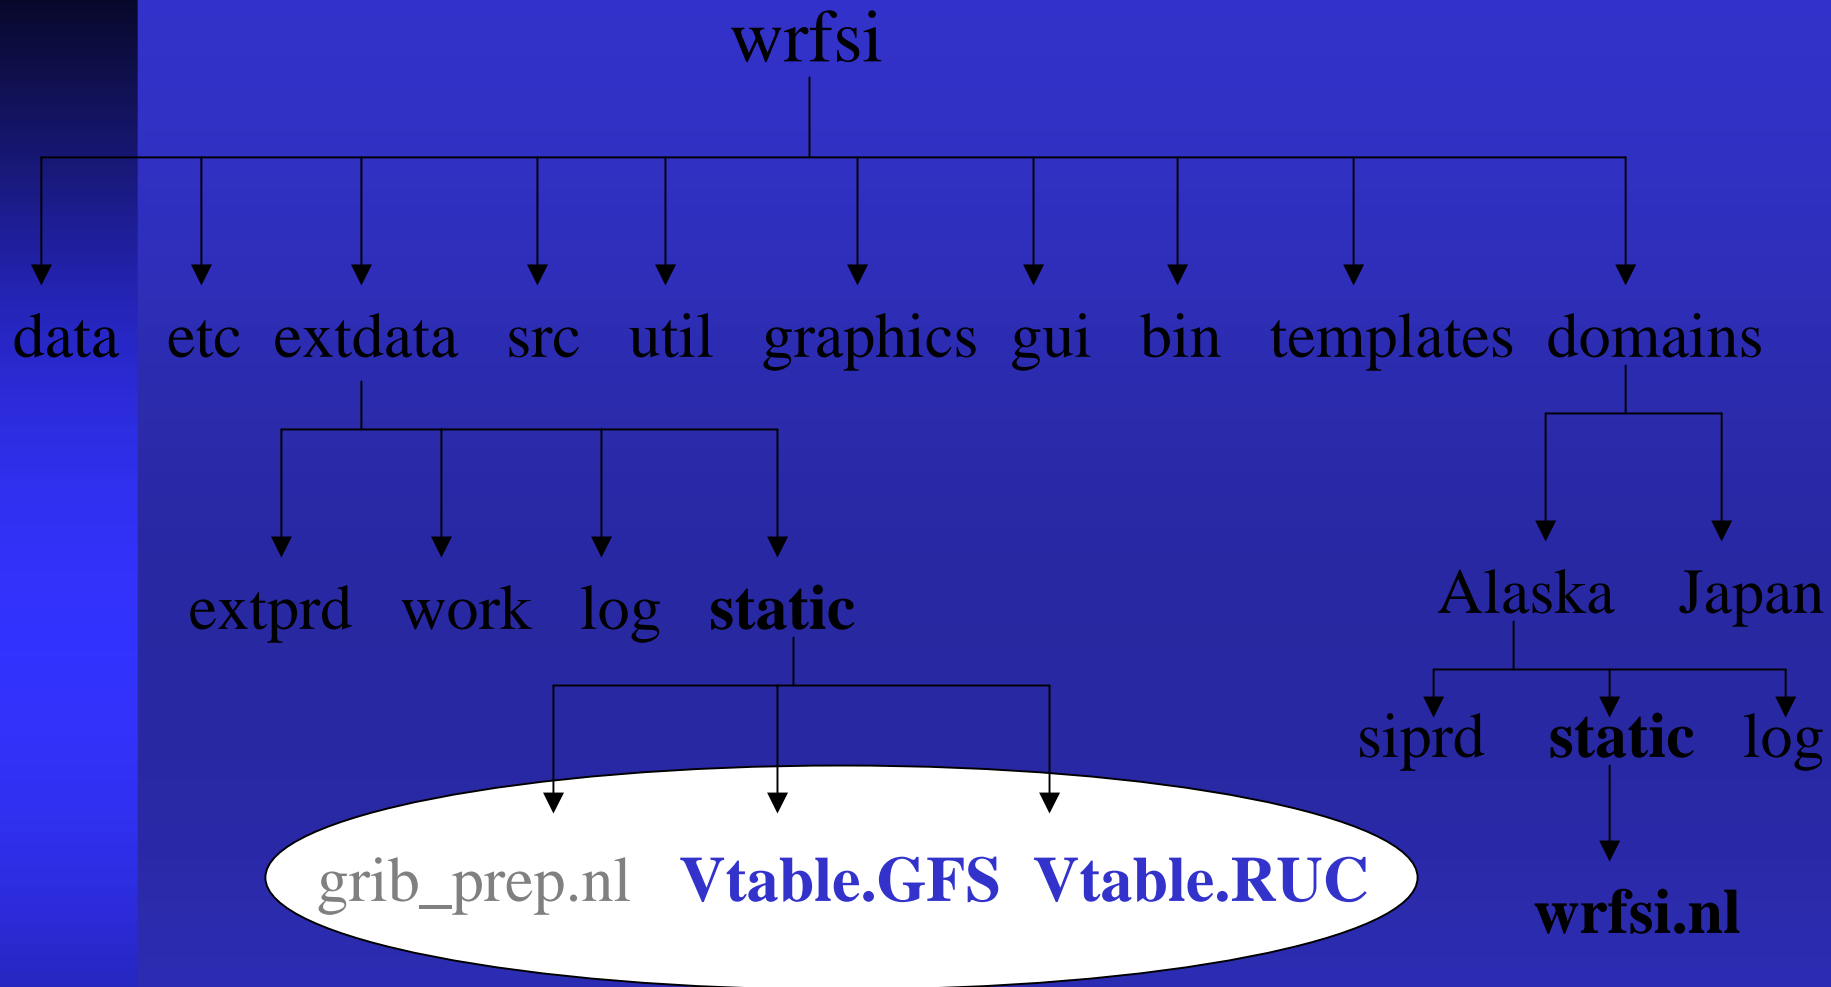 wrfsi
data etc extdata src util graphics gui bin templates domains
extprd work log static Alaska Japan
siprd static log
grib_prep.nl Vtable.GFS Vtable.RUC
wrfsi.nl